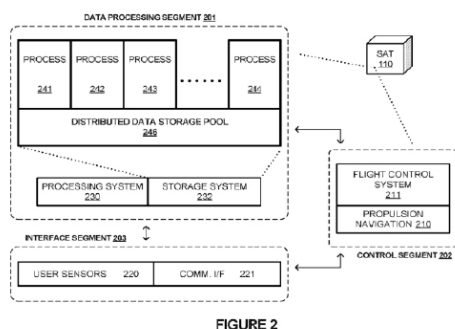 DATA PROCESSING SEGMENT 201
PROCESS PROCESS PROCESS PROCESS
241 242 243 244
DISTRIBUTED DATA STORAGE POOL
246
PROCESSING SYSTEM
230
STORAGE SYSTEM
232
SAT
110
FLIGHT CONTROL
SYSTEM
211
PROPULSION
NAVIGATION 210
CONTROL SEGMENT 202
INTERFACE SEGMENT 203
USER SENSORS 220
COMM. I/F 221
FIGURE 2